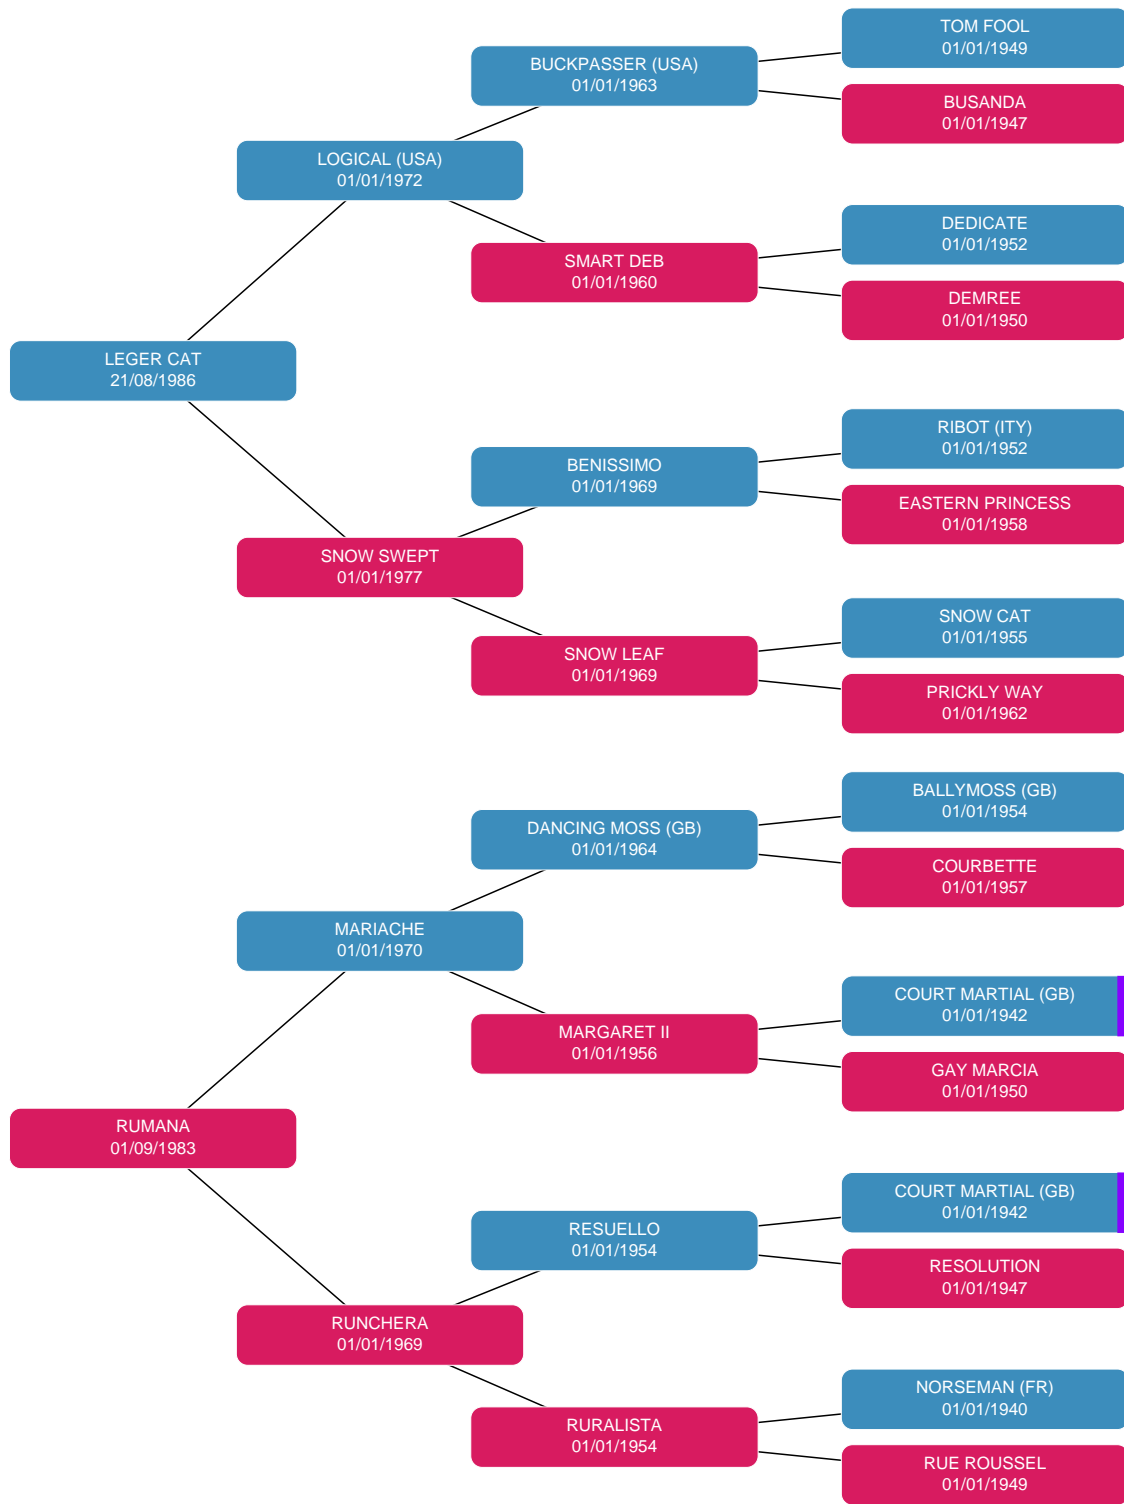 TOM FOOL
01/01/1949
BUCKPASSER (USA)
01/01/1963
BUSANDA
01/01/1947
LOGICAL (USA)
01/01/1972
DEDICATE
01/01/1952
SMART DEB
01/01/1960
DEMREE
01/01/1950
LEGER CAT
21/08/1986
RIBOT (ITY)
01/01/1952
BENISSIMO
01/01/1969
EASTERN PRINCESS
01/01/1958
SNOW SWEPT
01/01/1977
SNOW CAT
01/01/1955
SNOW LEAF
01/01/1969
PRICKLY WAY
01/01/1962
BALLYMOSS (GB)
01/01/1954
DANCING MOSS (GB)
01/01/1964
COURBETTE
01/01/1957
MARIACHE
01/01/1970
COURT MARTIAL (GB)
01/01/1942
MARGARET II
01/01/1956
GAY MARCIA
01/01/1950
RUMANA
01/09/1983
COURT MARTIAL (GB)
01/01/1942
RESUELLO
01/01/1954
RESOLUTION
01/01/1947
RUNCHERA
01/01/1969
NORSEMAN (FR)
01/01/1940
RURALISTA
01/01/1954
RUE ROUSSEL
01/01/1949